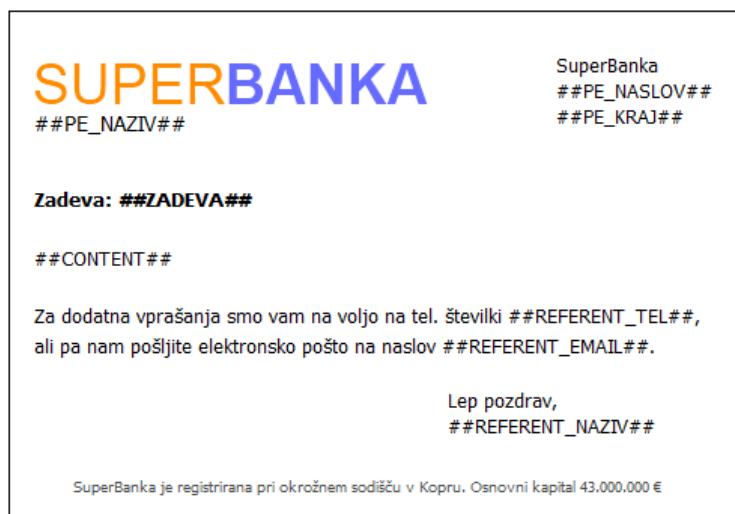 SUPERBANKA
##PE_NAZIV##
SuperBanka
##PE_NASLOV##
##PE_KRAJ##
Zadeva: ##ZADEVA##
##CONTENT##
Za dodatna vprašanja smo vam na voljo na tel. številki ##REFERENT_TEL##,
ali pa nam pošljite elektronsko pošto na naslov ##REFERENT_EMAIL##.
Lep pozdrav,
##REFERENT_NAZIV##
SuperBanka je registrirana pri okrožnem sodišču v Kopru. Osnovni kapital 43.000.000 €